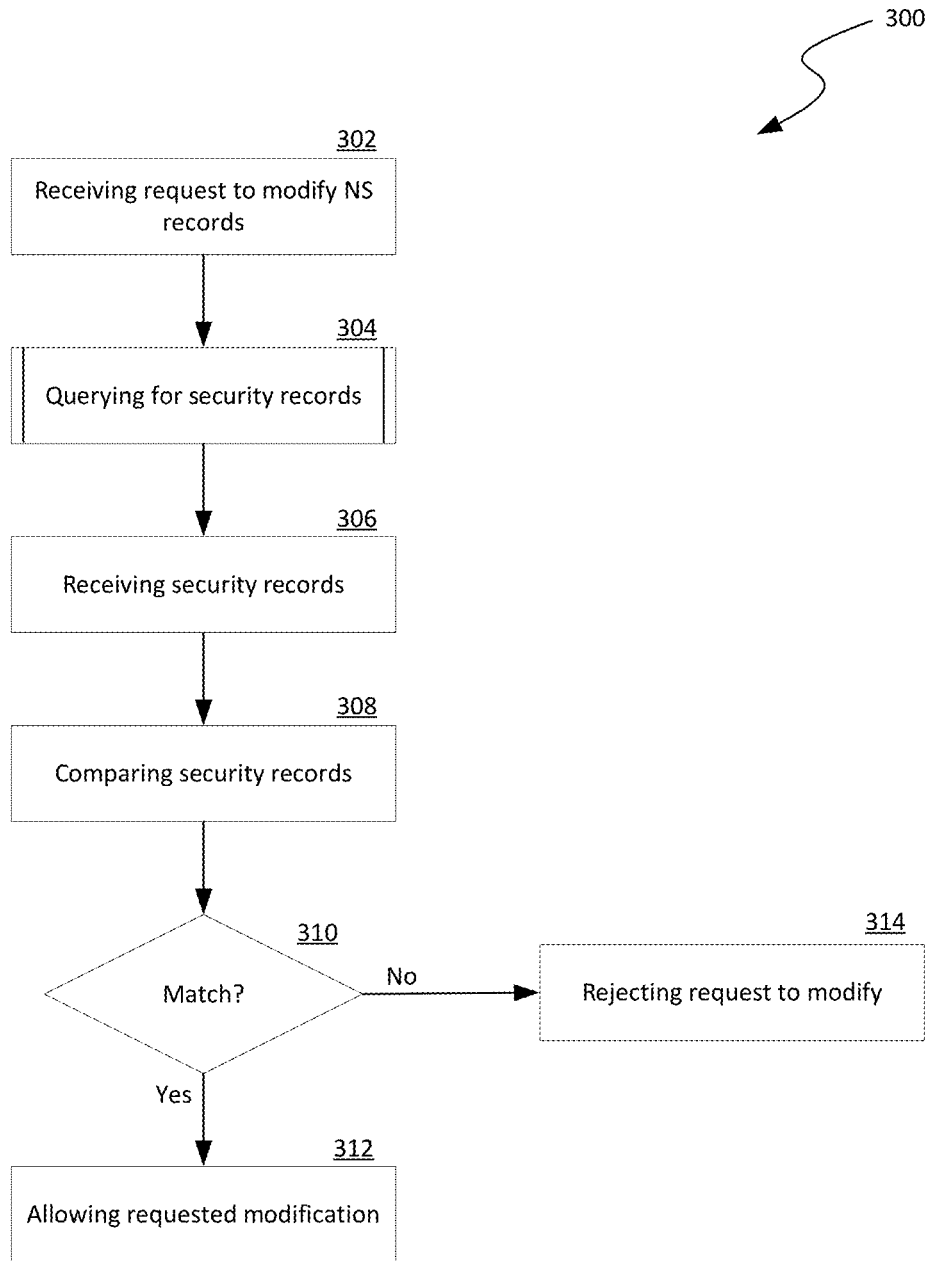 300
302
Receiving request to modify NS
records
304
Querying for security records
306
Receiving security records
308
Comparing security records
310
Match?
No
314
Rejecting request to modify
Yes
312
Allowing requested modification